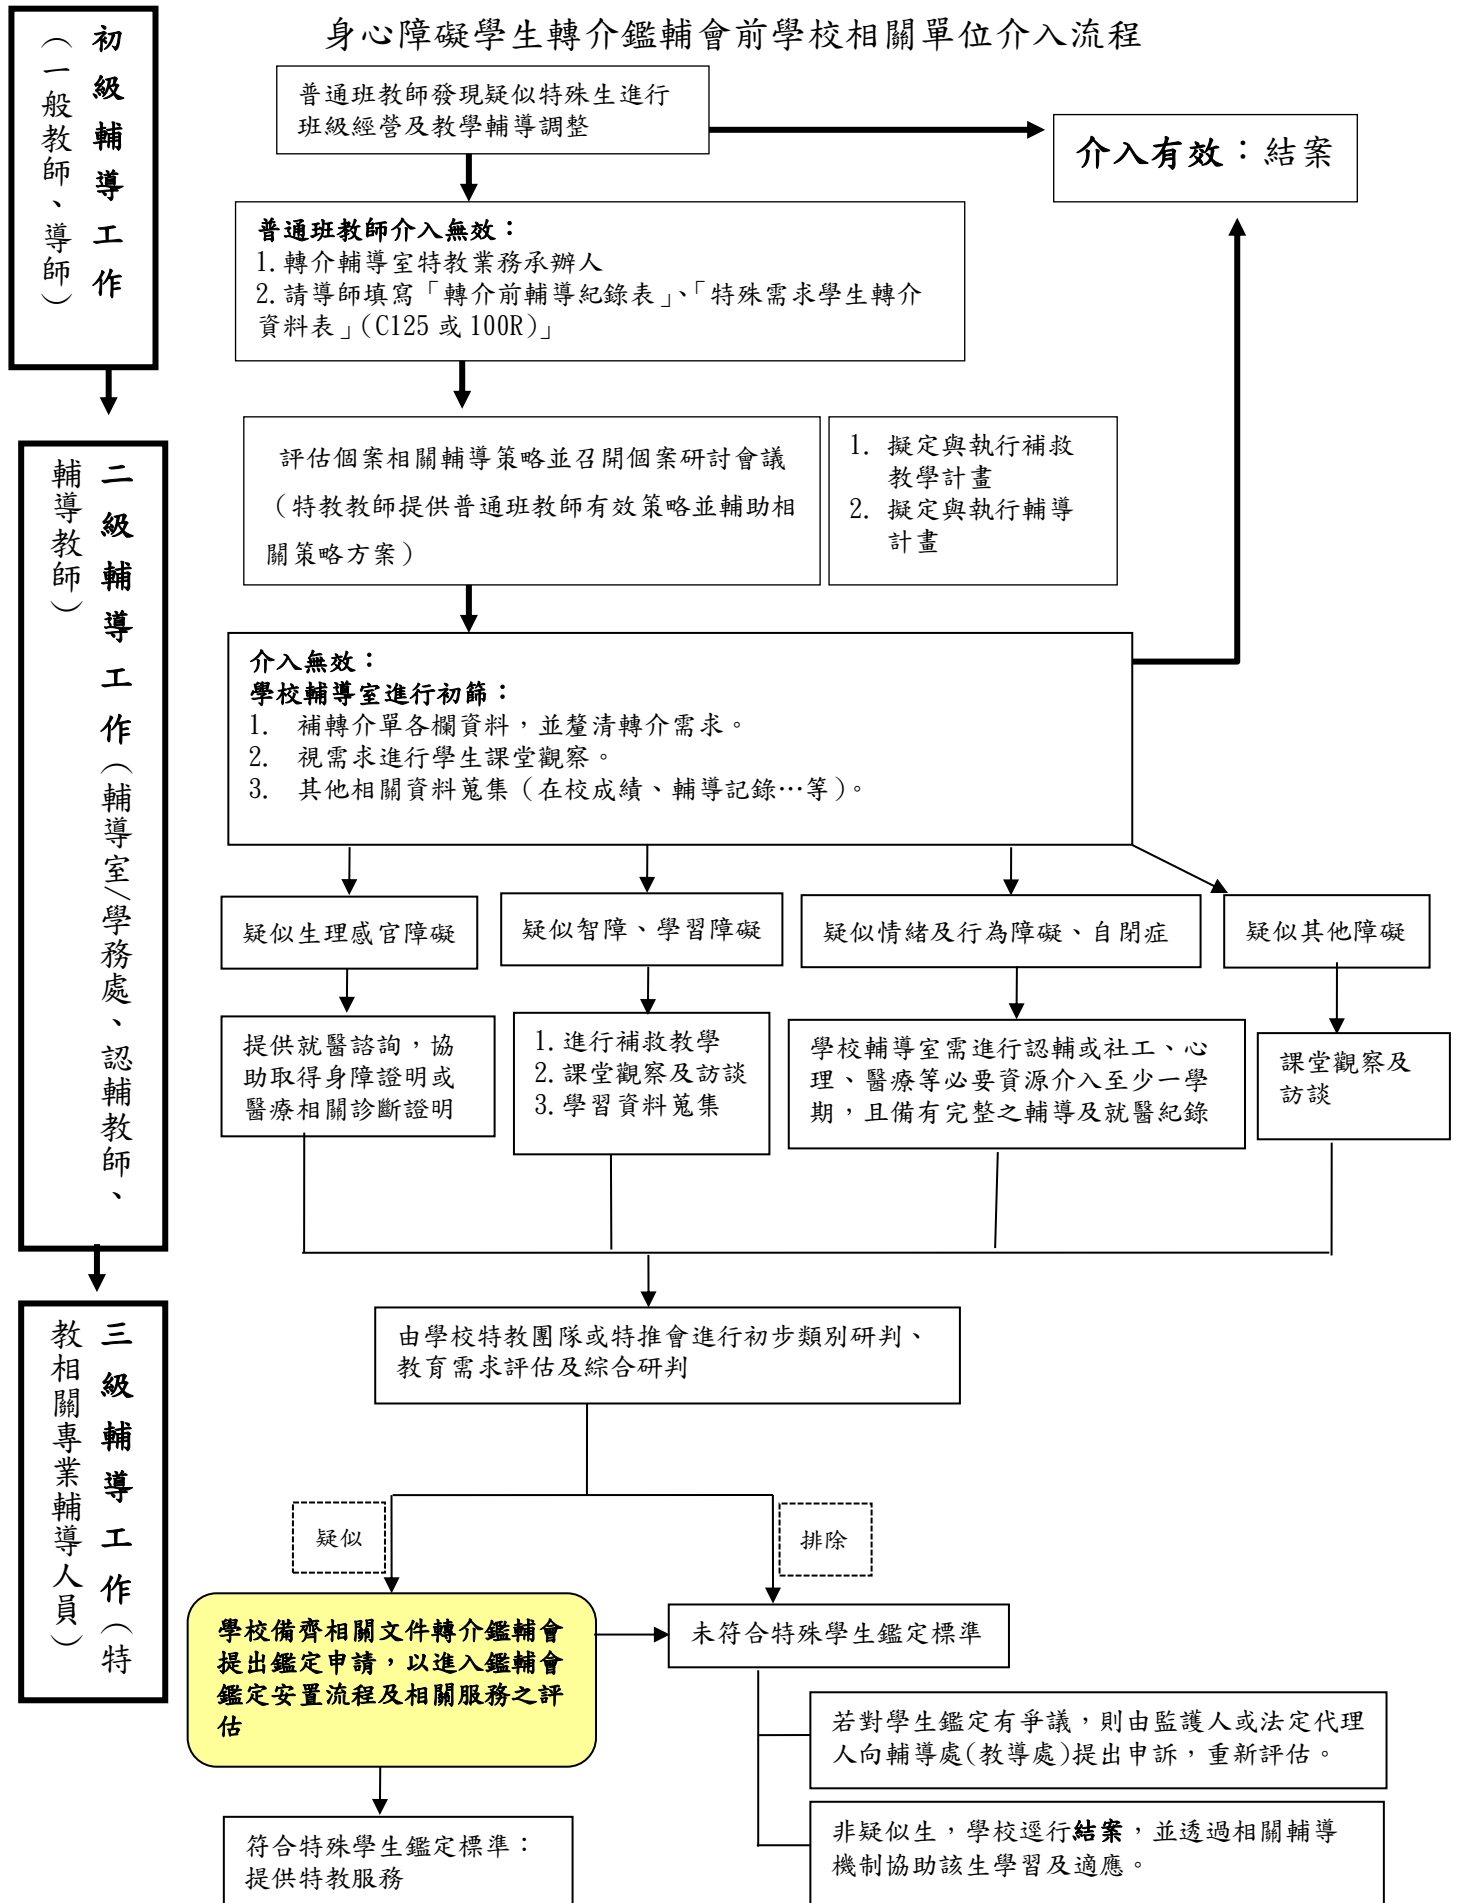 身心障礙學生轉介鑑輔會前學校相關單位介入流程
初級輔導工作
（一般教師、導師）
普通班教師發現疑似特殊生進行
班級經營及教學輔導調整
介入有效：結案
普通班教師介入無效：
1.轉介輔導室特教業務承辦人
2.請導師填寫「轉介前輔導紀錄表」、「特殊需求學生轉介
資料表」（C125 或 100R)」
二級輔導工作（輔導室/學務處、認輔教師、
輔導教師）
評估個案相關輔導策略並召開個案研討會議
（特教教師提供普通班教師有效策略並輔助相
關策略方案）
1. 擬定與執行補救
教學計畫
2. 擬定與執行輔導
計畫
介入無效：
學校輔導室進行初篩：
1. 補轉介單各欄資料，並釐清轉介需求。
2. 視需求進行學生課堂觀察。
3. 其他相關資料蒐集（在校成績、輔導記錄…等）。
疑似生理感官障礙
疑似智障、學習障礙
疑似情緒及行為障礙、自閉症
疑似其他障礙
提供就醫諮詢，協
助取得身障證明或
醫療相關診斷證明
1.進行補救教學
2.課堂觀察及訪談
3.學習資料蒐集
學校輔導室需進行認輔或社工、心
理、醫療等必要資源介入至少一學
期，且備有完整之輔導及就醫紀錄
課堂觀察及
訪談
三級輔導工作（特
教相關專業輔導人員）
由學校特教團隊或特推會進行初步類別研判、
教育需求評估及綜合研判
疑似
排除
學校備齊相關文件轉介鑑輔會
提出鑑定申請，以進入鑑輔會
鑑定安置流程及相關服務之評
估
未符合特殊學生鑑定標準
若對學生鑑定有爭議，則由監護人或法定代理
人向輔導處(教導處)提出申訴，重新評估。
符合特殊學生鑑定標準：
提供特教服務
非疑似生，學校逕行結案，並透過相關輔導
機制協助該生學習及適應。